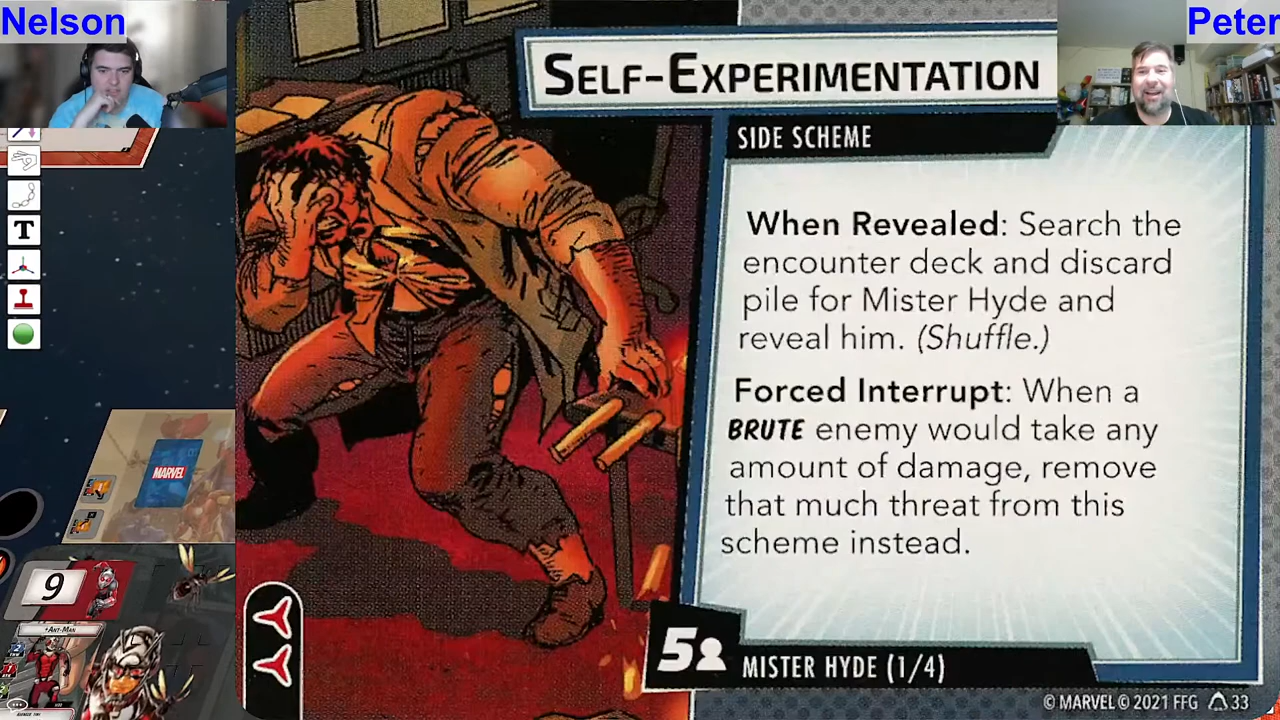 Nelson
Peter
SELF-EXPERIMENTATION
SIDE SCHEME
When Revealed: Search the
encounter deck and discard
pile for Mister Hyde and
reveal him. (Shuffle.)
Forced Interrupt: When a
BRUTE enemy would take any
amount of damage, remove
that much threat from this
scheme instead.
5
MISTER HYDE (1/4)
© MARVEL © 2021 FFG 33
T
MARVEL
9
ANT-MAN